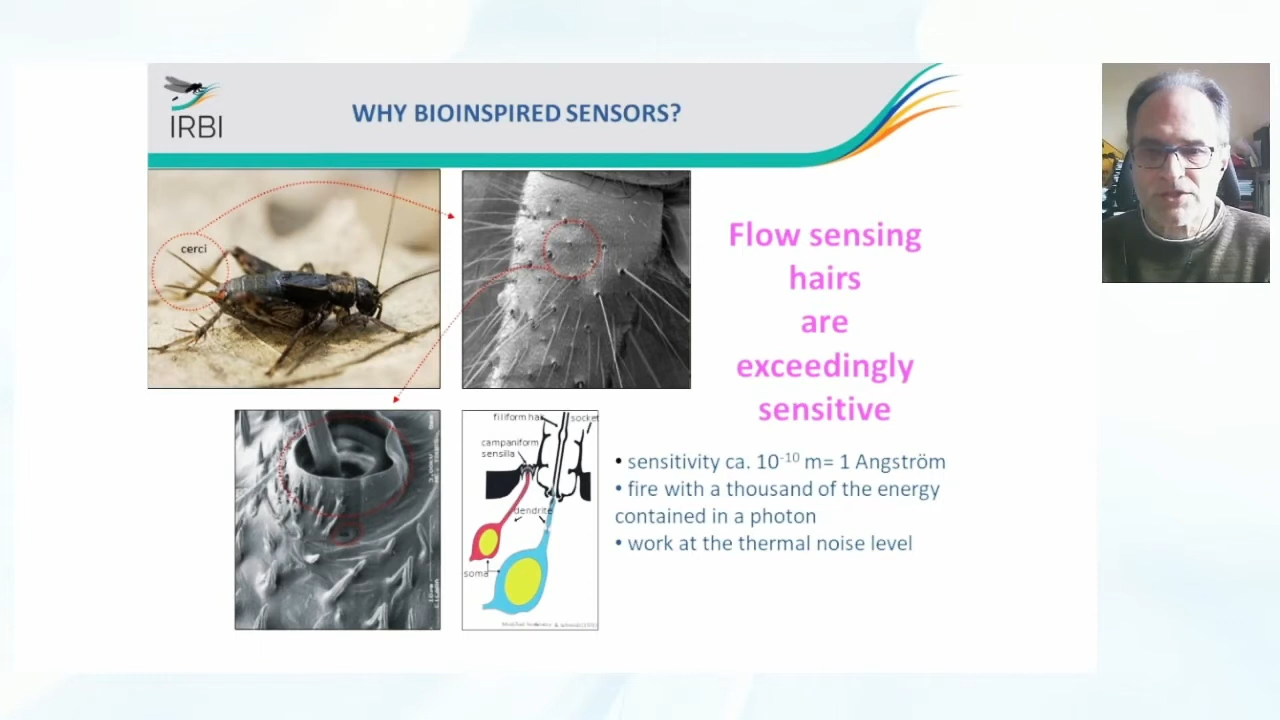 IRBI
WHY BIOINSPIRED SENSORS?
cerci
Flow sensing
hairs
are
exceedingly
sensitive
filiform hair
socket
campaniform
sensilla
dendrite
soma
• sensitivity ca. 10⁻¹⁰ m= 1 Angström
• fire with a thousand of the energy
contained in a photon
• work at the thermal noise level